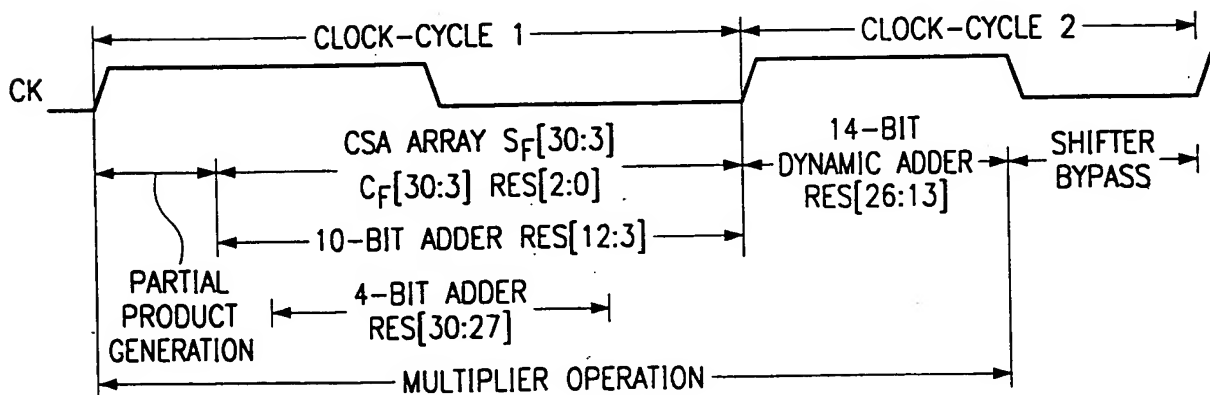 CLOCK-CYCLE 1
CLOCK-CYCLE 2
CK
CSA ARRAY S_F[30:3]
C_F[30:3] RES[2:0]
14-BIT
DYNAMIC ADDER
RES[26:13]
SHIFTER
BYPASS
10-BIT ADDER RES[12:3]
PARTIAL
PRODUCT
GENERATION
4-BIT ADDER
RES[30:27]
MULTIPLIER OPERATION